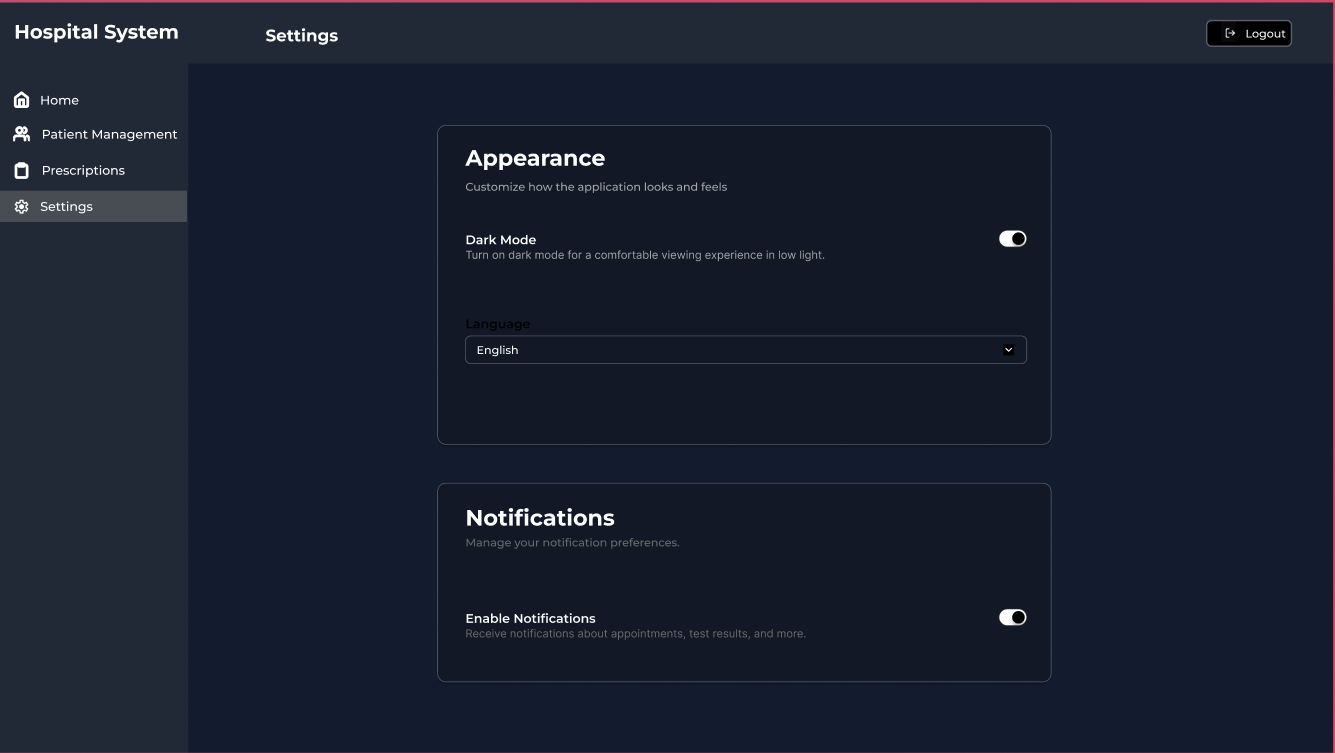 Hospital System
Settings
Logout
Home
Patient Management
Prescriptions
Settings
Appearance
Customize how the application looks and feels
Dark Mode
Turn on dark mode for a comfortable viewing experience in low light.
Language
English
Notifications
Manage your notification preferences.
Enable Notifications
Receive notifications about appointments, test results, and more.